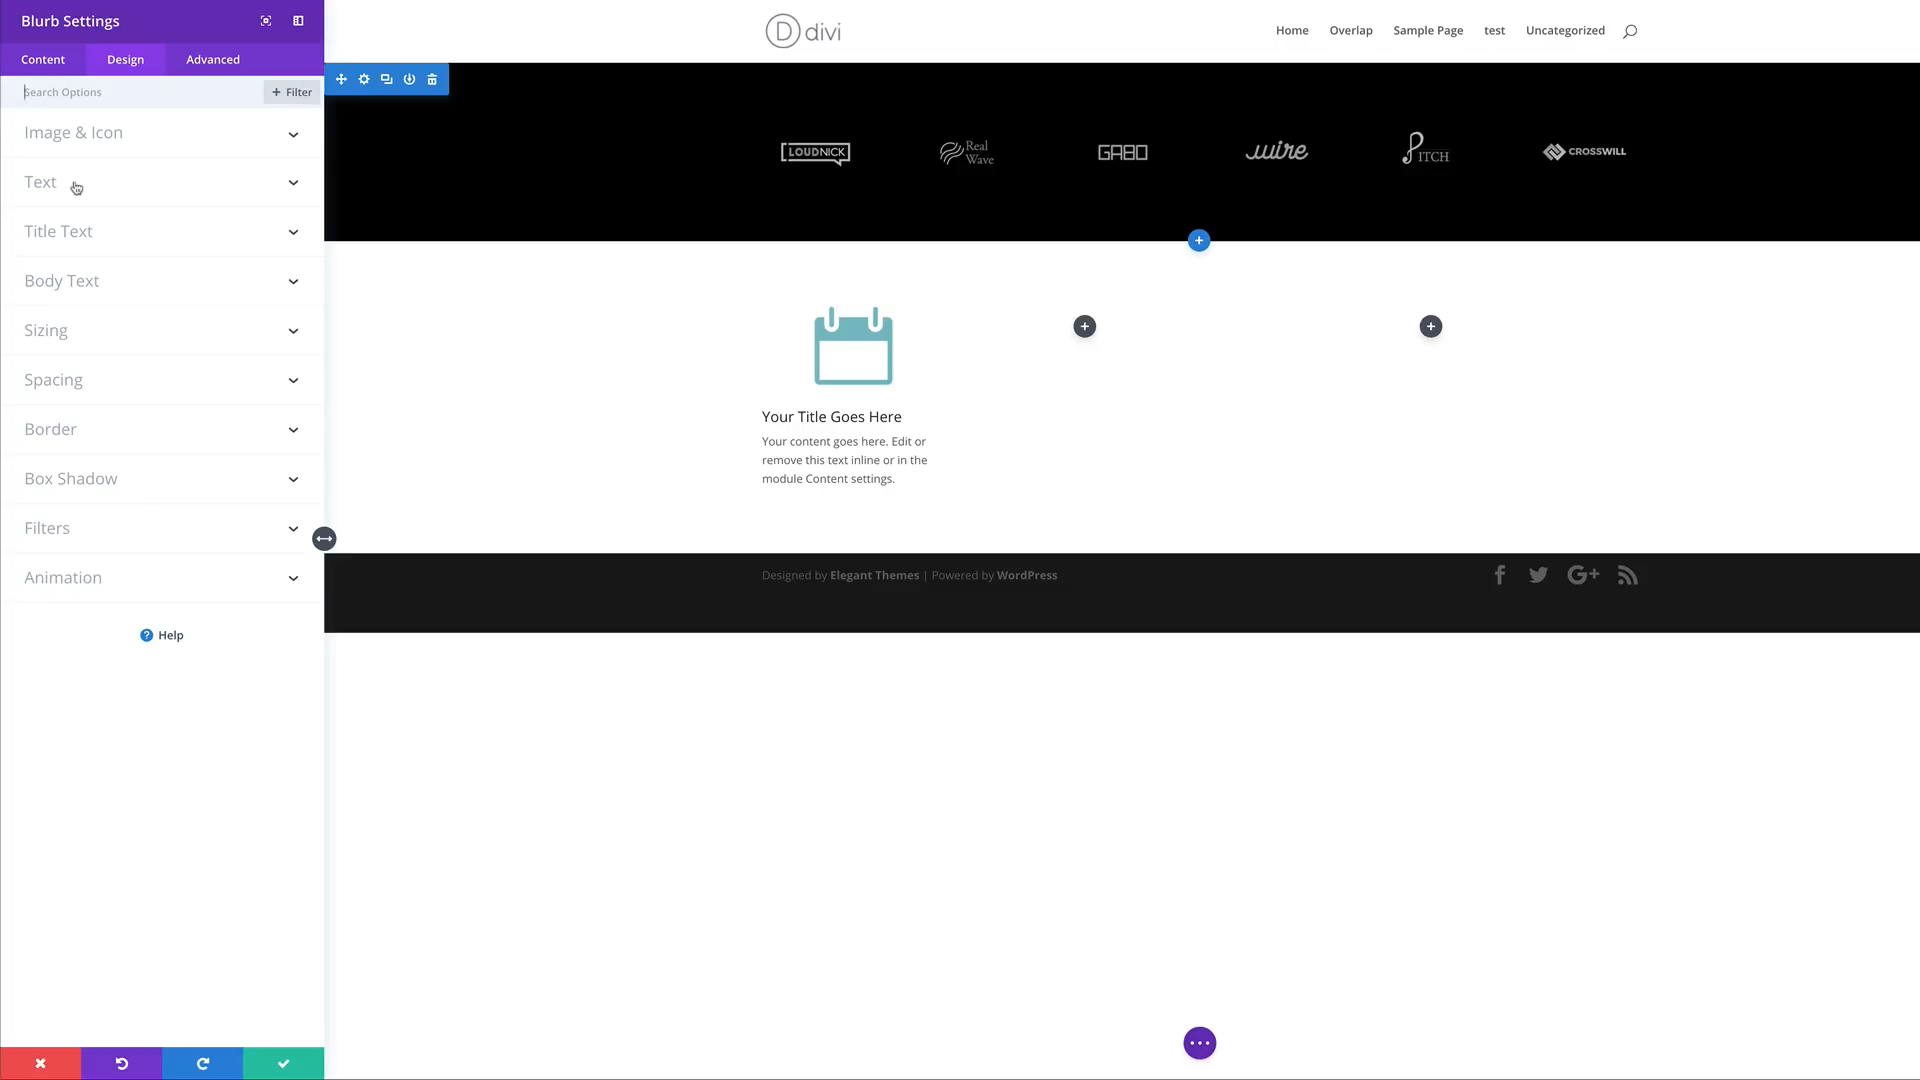 Blurb Settings
Content
Design
Advanced
Search Options
+ Filter
Image & Icon
Text
Title Text
Body Text
Sizing
Spacing
Border
Box Shadow
Filters
Animation
? Help
D divi
Home
Overlap
Sample Page
test
Uncategorized
LOUDNICK
Real
Wave
GABO
wire
PITCH
CROSSWILL
Your Title Goes Here
Your content goes here. Edit or
remove this text inline or in the
module Content settings.
Designed by Elegant Themes | Powered by WordPress
G+